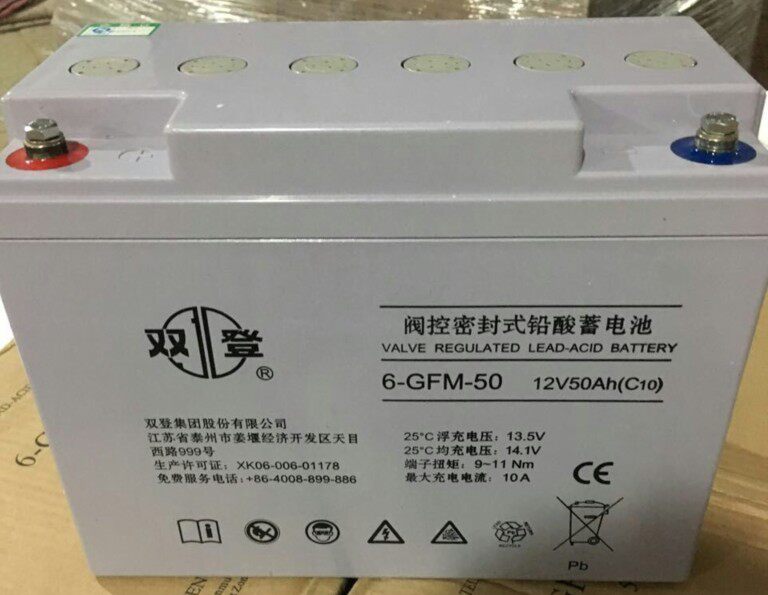 双登®
阀控密封式铅酸蓄电池
VALVE REGULATED LEAD-ACID BATTERY
6-GFM-50 12V50Ah(C10)
双登集团股份有限公司
江苏省泰州市姜堰经济开发区天目
西路999号
生产许可证：XK06-006-01178
免费服务电话：+86-4008-899-886
25°C 浮充电压：13.5V
25°C 均充电压：14.1V
端子扭矩：9~11 Nm
最大充电电流：10A
CE
Pb